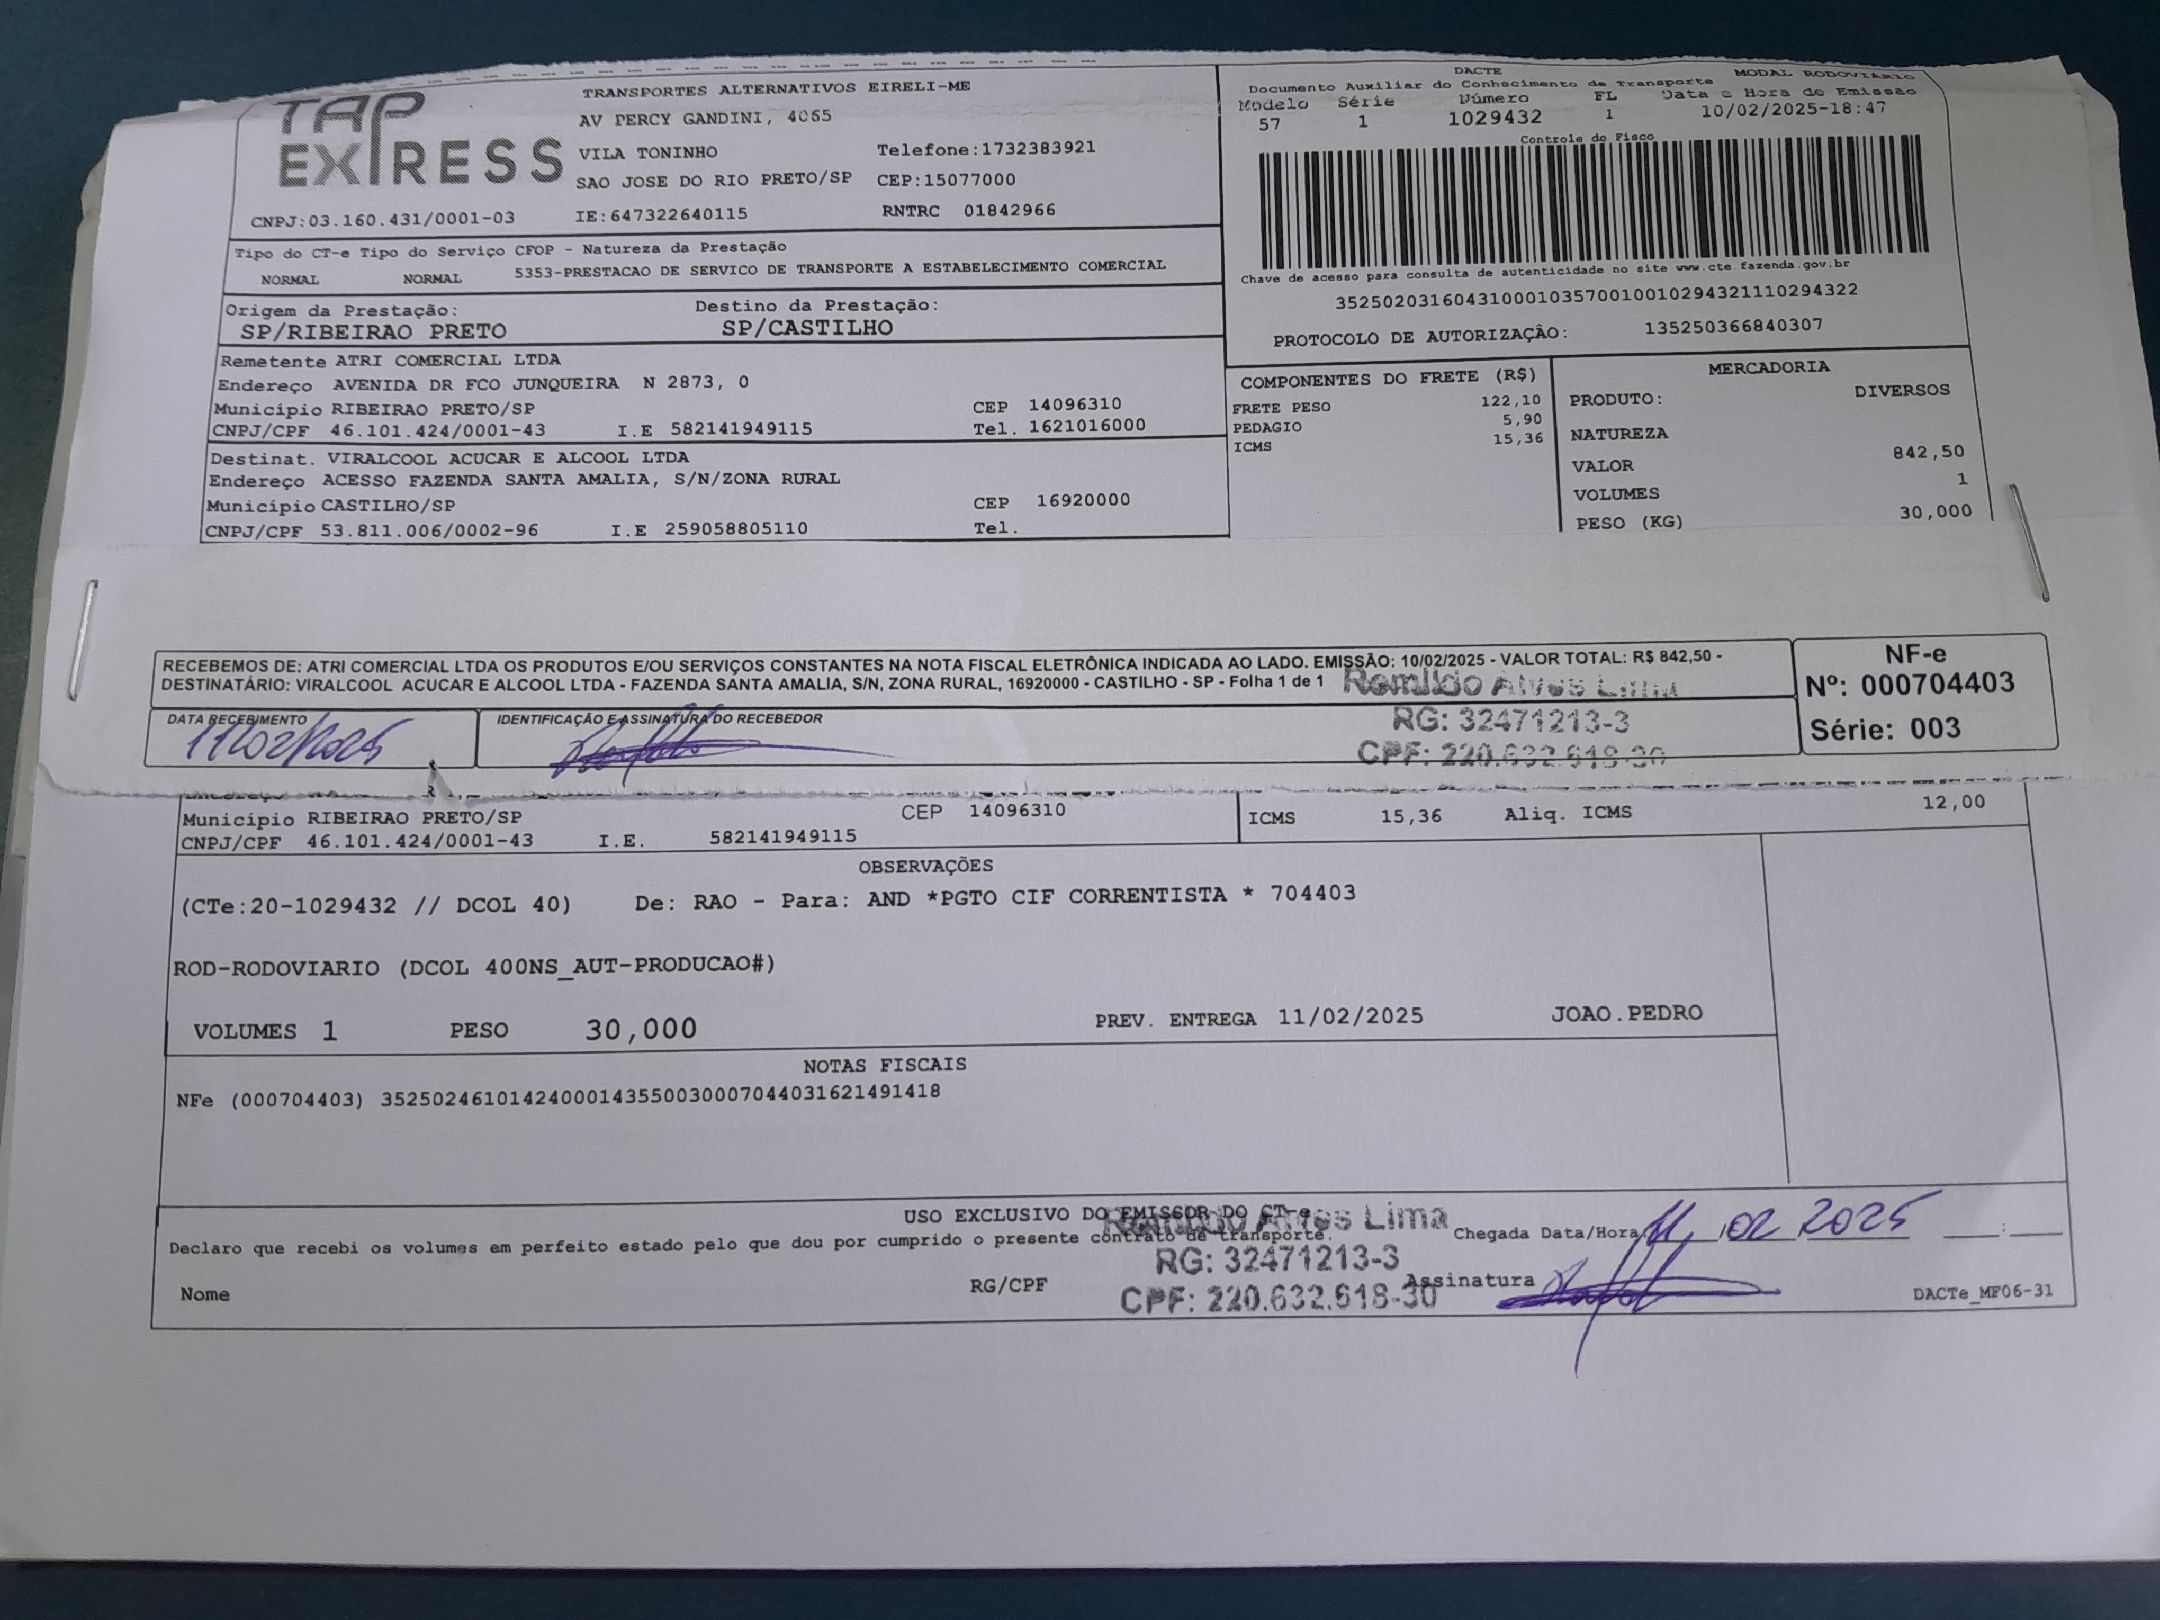 TAP EXPRESS
TRANSPORTES ALTERNATIVOS EIRELI-ME
AV PERCY GANDINI, 4065
VILA TONINHO Telefone:1732383921
SAO JOSE DO RIO PRETO/SP CEP:15077000
CNPJ:03.160.431/0001-03 IE:647322640115 RNTRC 01842966
DACTE MODAL RODOVIÁRIO
Documento Auxiliar do Conhecimento de Transporte
Modelo Série Número FL Data e Hora de Emissão
57 1 1029432 1 10/02/2025-18:47
Controle do Fisco
Chave de acesso para consulta de autenticidade no site www.cte.fazenda.gov.br
35250203160431000103570010010294321110294322
PROTOCOLO DE AUTORIZAÇÂO: 135250366840307
Tipo do CT-e Tipo do Serviço CFOP - Natureza da Prestação
NORMAL NORMAL 5353-PRESTACAO DE SERVICO DE TRANSPORTE A ESTABELECIMENTO COMERCIAL
Origem da Prestação: Destino da Prestação:
SP/RIBEIRAO PRETO SP/CASTILHO
Remetente ATRI COMERCIAL LTDA
Endereço AVENIDA DR FCO JUNQUEIRA N 2873, 0
Município RIBEIRAO PRETO/SP CEP 14096310
CNPJ/CPF 46.101.424/0001-43 I.E 582141949115 Tel. 1621016000
Destinat. VIRALCOOL ACUCAR E ALCOOL LTDA
Endereço ACESSO FAZENDA SANTA AMALIA, S/N/ZONA RURAL
Município CASTILHO/SP CEP 16920000
CNPJ/CPF 53.811.006/0002-96 I.E 259058805110 Tel.
COMPONENTES DO FRETE (R$)
FRETE PESO 122,10
PEDAGIO 5,90
ICMS 15,36
MERCADORIA
PRODUTO: DIVERSOS
NATUREZA
VALOR 842,50
VOLUMES 1
PESO (KG) 30,000
RECEBEMOS DE: ATRI COMERCIAL LTDA OS PRODUTOS E/OU SERVIÇOS CONSTANTES NA NOTA FISCAL ELETRÔNICA INDICADA AO LADO. EMISSÃO: 10/02/2025 - VALOR TOTAL: R$ 842,50 -
DESTINATÁRIO: VIRALCOOL ACUCAR E ALCOOL LTDA - FAZENDA SANTA AMALIA, S/N, ZONA RURAL, 16920000 - CASTILHO - SP - Folha 1 de 1
NF-e
Nº: 000704403
Série: 003
Romildo Alves Lima
RG: 32471213-3
CPF: 220.632.618-30
DATA RECEBIMENTO IDENTIFICAÇÃO E ASSINATURA DO RECEBEDOR
11/02/2025
Município RIBEIRAO PRETO/SP CEP 14096310
CNPJ/CPF 46.101.424/0001-43 I.E. 582141949115
ICMS 15,36 Aliq. ICMS 12,00
OBSERVAÇÕES
(CTe:20-1029432 // DCOL 40) De: RAO - Para: AND *PGTO CIF CORRENTISTA * 704403
ROD-RODOVIARIO (DCOL 400NS_AUT-PRODUCAO#)
VOLUMES 1 PESO 30,000 PREV. ENTREGA 11/02/2025 JOAO.PEDRO
NOTAS FISCAIS
NFe (000704403) 35250246101424000143550030007044031621491418
USO EXCLUSIVO DO EMISSOR DO CT-e
Declaro que recebi os volumes em perfeito estado pelo que dou por cumprido o presente contrato de transporte.
Chegada Data/Hora 11/02 2025 :
Romildo Alves Lima
RG: 32471213-3
CPF: 220.632.618-30
Nome RG/CPF Assinatura DACTe_MF06-31